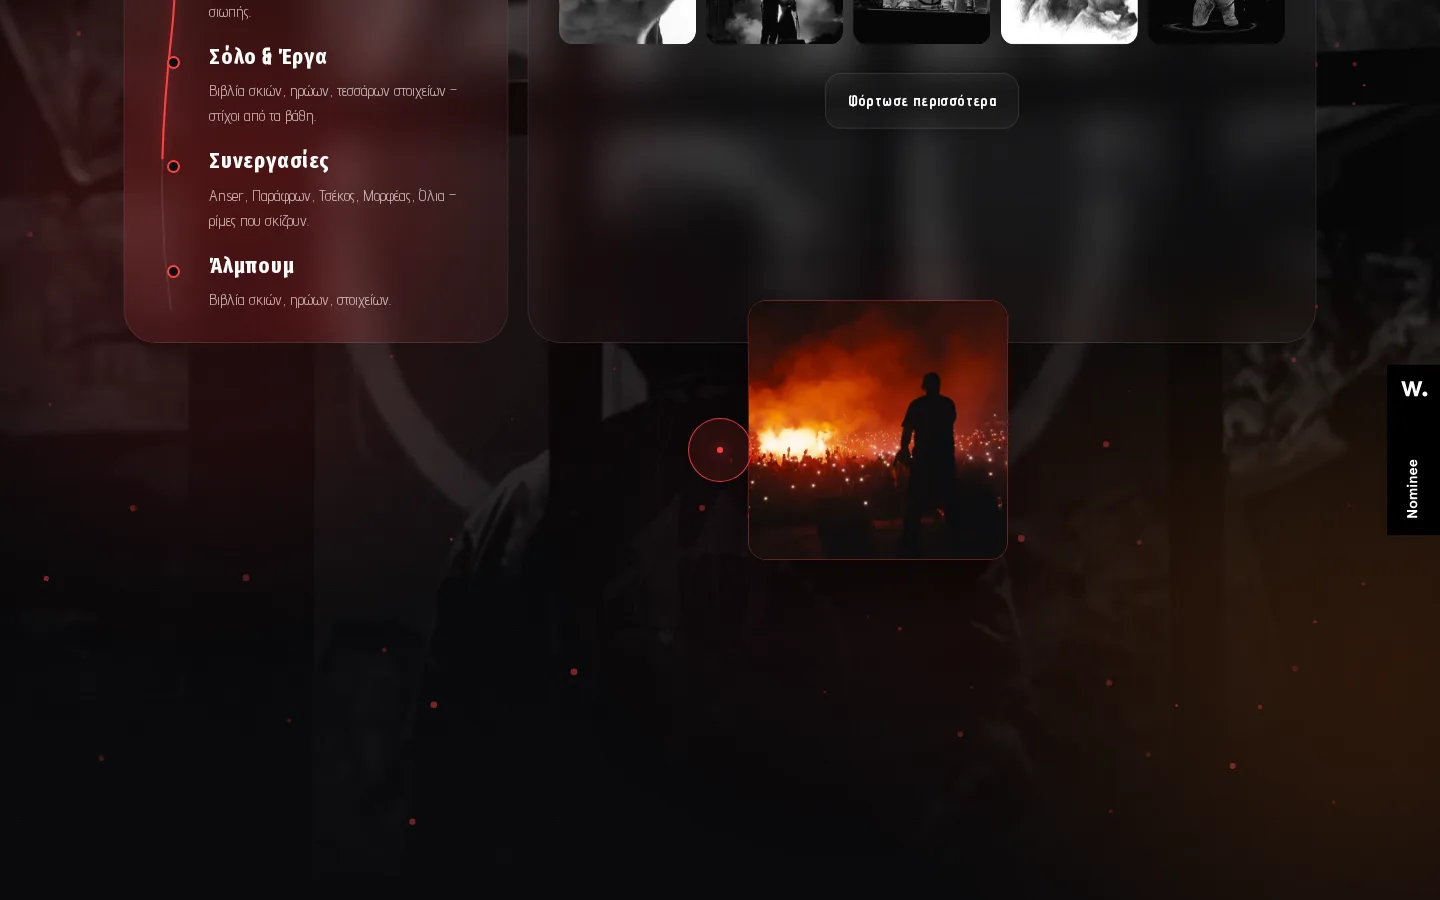 σιωπής.
Σόλο & Έργα
Βιβλία σκιών, ηρώων, τεσσάρων στοιχείων –
στίχοι από τα βάθη.
Συνεργασίες
Anser, Παράφρων, Τσέκος, Μορφέας, Όλια –
ρίμες που σκίζουν.
Άλμπουμ
Βιβλία σκιών, ηρώων, στοιχείων.
Φόρτωσε περισσότερα
W.
Nominee